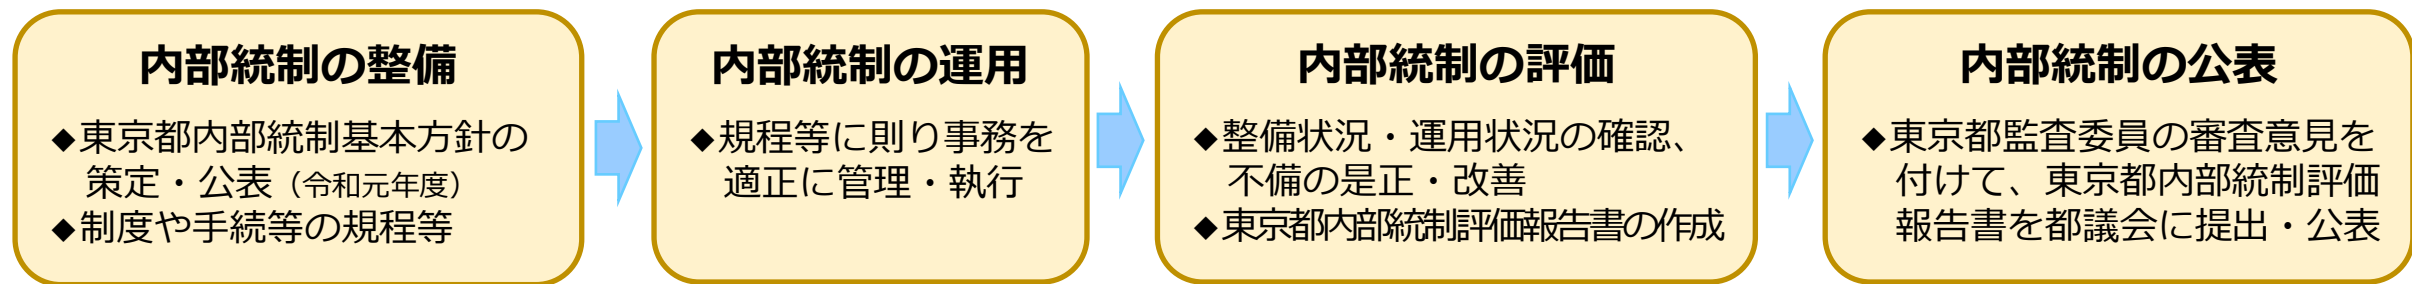 内部統制の整備
◆東京都内部統制基本方針の
策定・公表（令和元年度）
◆制度や手続等の規程等
内部統制の運用
◆規程等に則り事務を
適正に管理・執行
内部統制の評価
◆整備状況・運用状況の確認、
不備の是正・改善
◆東京都内部統制評価報告書の作成
内部統制の公表
◆東京都監査委員の審査意見を
付けて、東京都内部統制評価
報告書を都議会に提出・公表